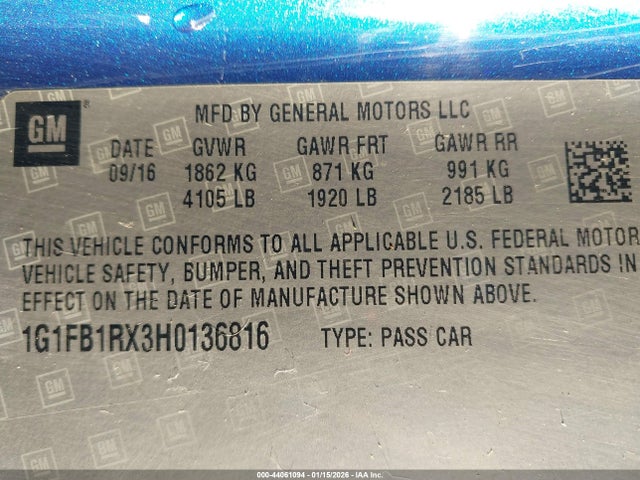 MFD BY GENERAL MOTORS LLC
GM ®
DATE GVWR GAWR FRT GAWR RR
09/16 1862 KG 871 KG 991 KG
4105 LB 1920 LB 2185 LB
THIS VEHICLE CONFORMS TO ALL APPLICABLE U.S. FEDERAL MOTOR
VEHICLE SAFETY, BUMPER, AND THEFT PREVENTION STANDARDS IN
EFFECT ON THE DATE OF MANUFACTURE SHOWN ABOVE.
1G1FB1RX3H0136816 TYPE: PASS CAR
000-44061094 - 01/15/2026 - IAA Inc.